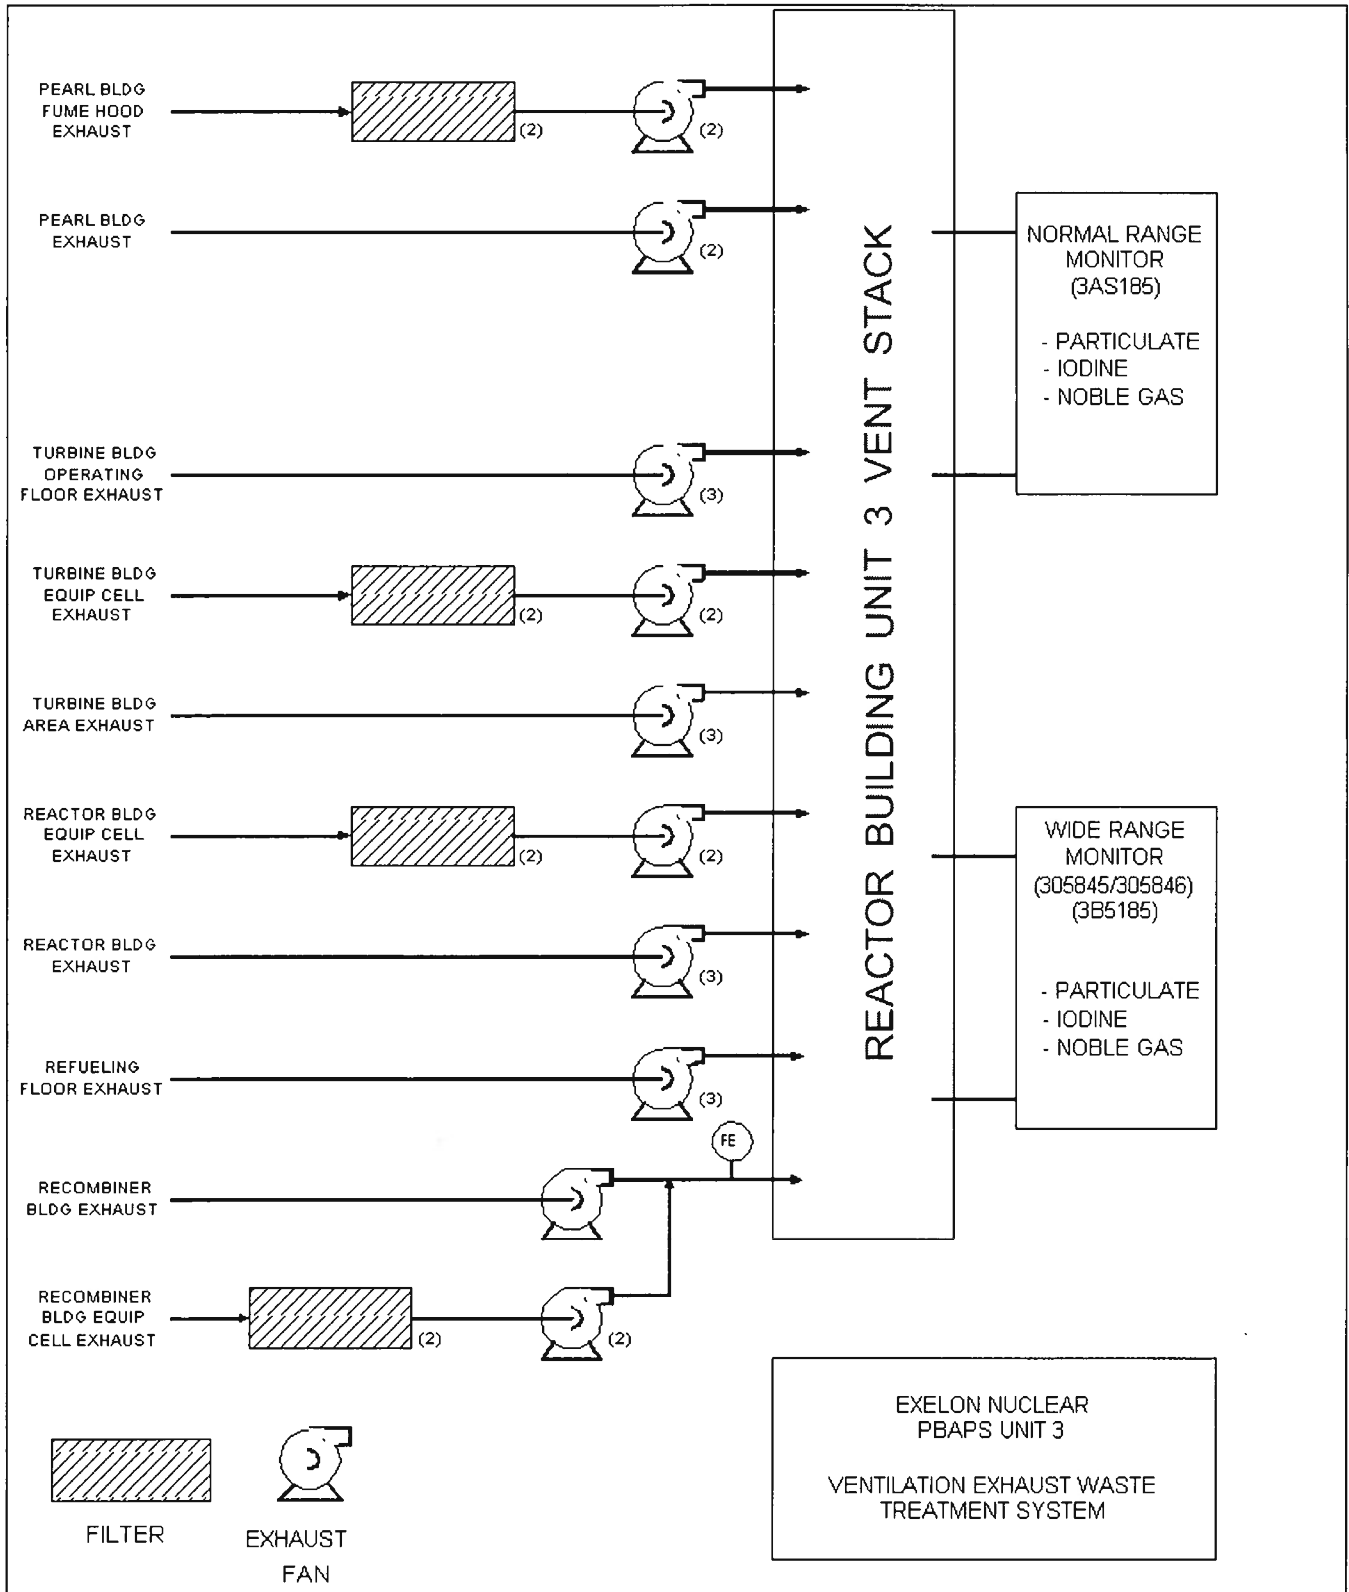 PEARL BLDG
FUME HOOD
EXHAUST
(2)
(2)
PEARL BLDG
EXHAUST
(2)
TURBINE BLDG
OPERATING
FLOOR EXHAUST
(3)
TURBINE BLDG
EQUIP CELL
EXHAUST
(2)
(2)
TURBINE BLDG
AREA EXHAUST
(3)
REACTOR BLDG
EQUIP CELL
EXHAUST
(2)
(2)
REACTOR BLDG
EXHAUST
(3)
REFUELING
FLOOR EXHAUST
(3)
FE
RECOMBINER
BLDG EXHAUST
RECOMBINER
BLDG EQUIP
CELL EXHAUST
(2)
(2)
REACTOR BUILDING UNIT 3 VENT STACK
NORMAL RANGE
MONITOR
(3AS185)
- PARTICULATE
- IODINE
- NOBLE GAS
WIDE RANGE
MONITOR
(305845/305846)
(3B5185)
- PARTICULATE
- IODINE
- NOBLE GAS
FILTER
EXHAUST
FAN
EXELON NUCLEAR
PBAPS UNIT 3
VENTILATION EXHAUST WASTE
TREATMENT SYSTEM